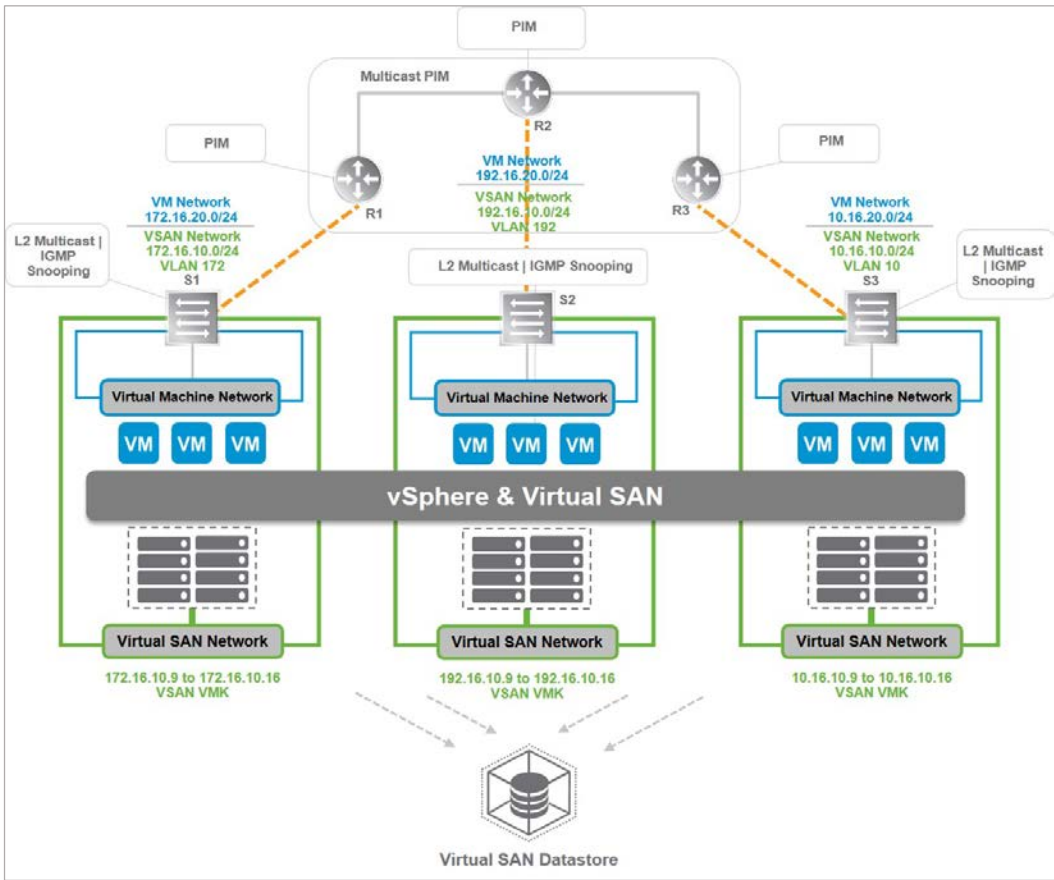 PIM
Multicast PIM
R2
PIM
PIM
R1
R3
VM Network
192.16.20.0/24
VSAN Network
192.16.10.0/24
VLAN 192
VM Network
172.16.20.0/24
VSAN Network
172.16.10.0/24
VLAN 172
S1
VM Network
10.16.20.0/24
VSAN Network
10.16.10.0/24
VLAN 10
S3
L2 Multicast |
IGMP
Snooping
L2 Multicast | IGMP Snooping
S2
L2 Multicast
| IGMP
Snooping
Virtual Machine Network
Virtual Machine Network
Virtual Machine Network
VM VM VM
VM VM VM
VM VM VM
vSphere & Virtual SAN
Virtual SAN Network
Virtual SAN Network
Virtual SAN Network
172.16.10.9 to 172.16.10.16
VSAN VMK
192.16.10.9 to 192.16.10.16
VSAN VMK
10.16.10.9 to 10.16.10.16
VSAN VMK
Virtual SAN Datastore